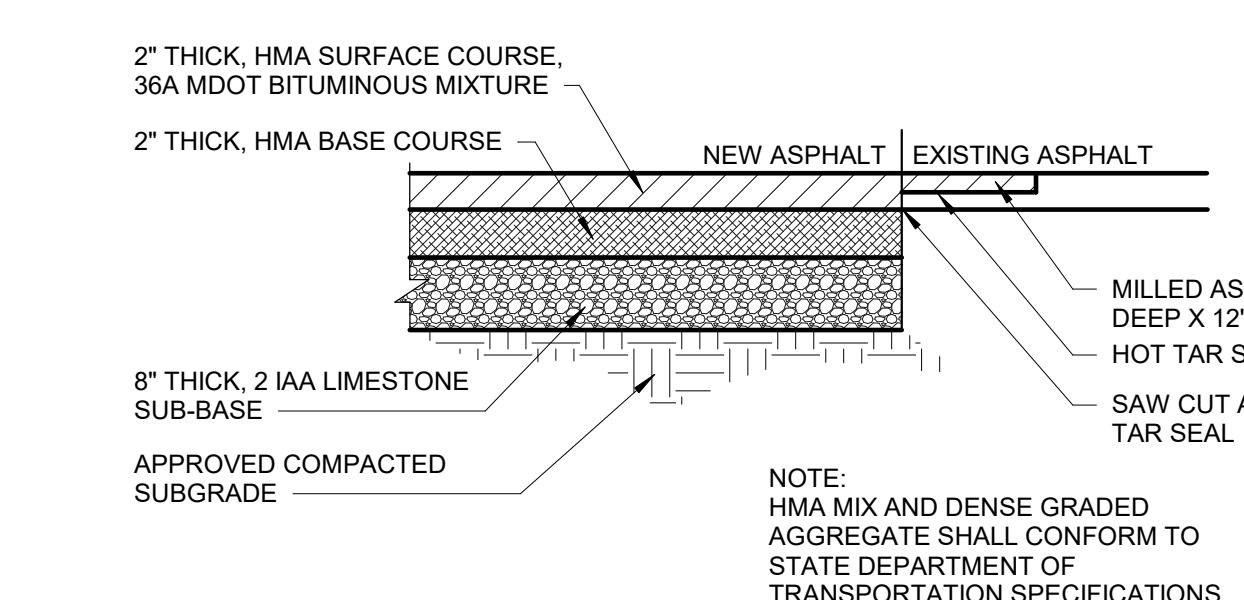 2" THICK, HMA SURFACE COURSE,
36A MDOT BITUMINOUS MIXTURE
2" THICK, HMA BASE COURSE
NEW ASPHALT
EXISTING ASPHALT
MILLED
DEEP X 12"
HOT TAR
SAW CUT
TAR SEAL
8" THICK, 2 IAA LIMESTONE
SUB-BASE
APPROVED COMPACTED
SUBGRADE
NOTE:
HMA MIX AND DENSE GRADED
AGGREGATE SHALL CONFORM TO
STATE DEPARTMENT OF
TRANSPORTATION SPECIFICATIONS